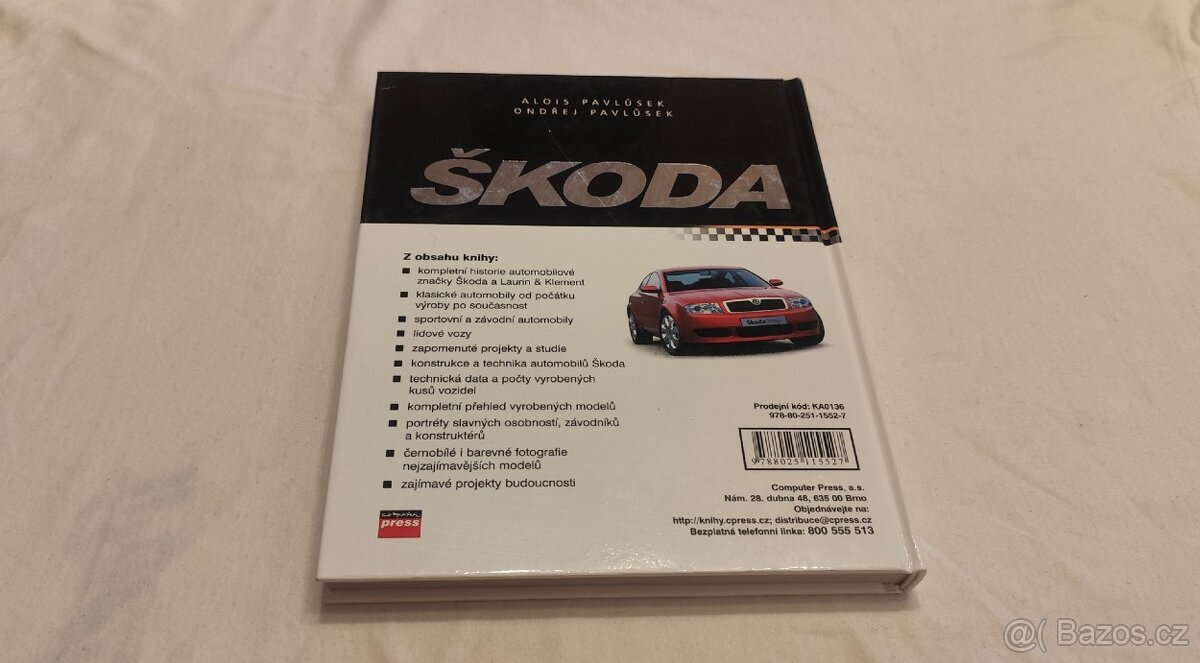 ALOIS PAVLŮSEK
ONDŘEJ PAVLŮSEK
ŠKODA
Z obsahu knihy:
kompletní historie automobilové
značky Škoda a Laurin & Klement
klasické automobily od počátku
výroby po současnost
sportovní a závodní automobily
lidové vozy
zapomenuté projekty a studie
konstrukce a technika automobilů Škoda
technická data a počty vyrobených
kusů vozidel
kompletní přehled vyrobených modelů
portréty slavných osobností, závodníků
a konstruktérů
černobílé i barevné fotografie
nejzajímavějších modelů
zajímavé projekty budoucnosti
computer
press
ŠkodaDesign
Prodejní kód: KA0136
978-80-251-1552-7
9788025115527
Computer Press, a.s.
Nám. 28. dubna 48, 635 00 Brno
Objednávejte na:
http://knihy.cpress.cz; distribuce@cpress.cz
Bezplatná telefonní linka: 800 555 513
@( Bazos.cz